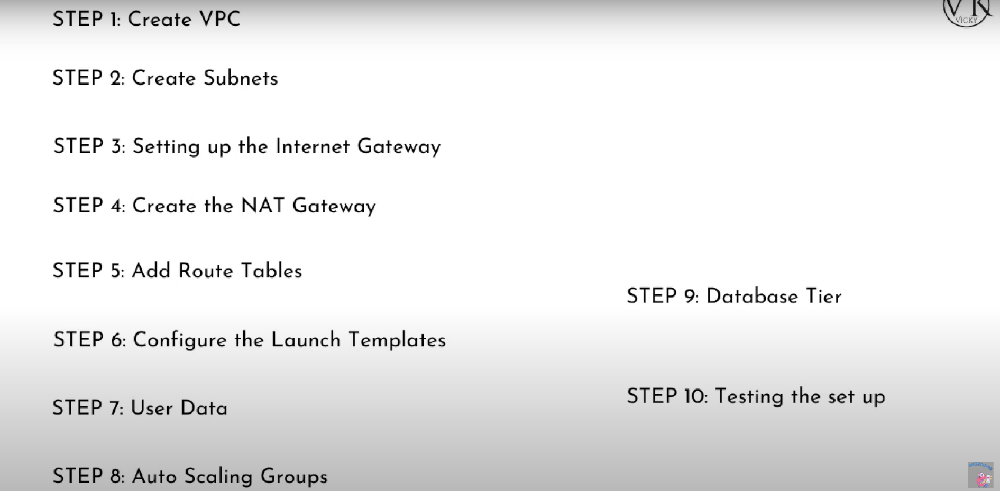 STEP 1: Create VPC
STEP 2: Create Subnets
STEP 3: Setting up the Internet Gateway
STEP 4: Create the NAT Gateway
STEP 5: Add Route Tables
STEP 6: Configure the Launch Templates
STEP 7: User Data
STEP 8: Auto Scaling Groups
STEP 9: Database Tier
STEP 10: Testing the set up
VICKY